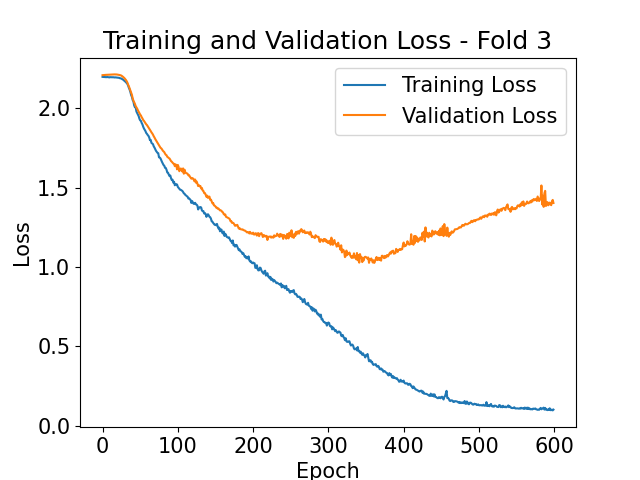 Training and Validation Loss - Fold 3
Training Loss
Validation Loss
Loss
2.0
1.5
1.0
0.5
0.0
0 100 200 300 400 500 600
Epoch